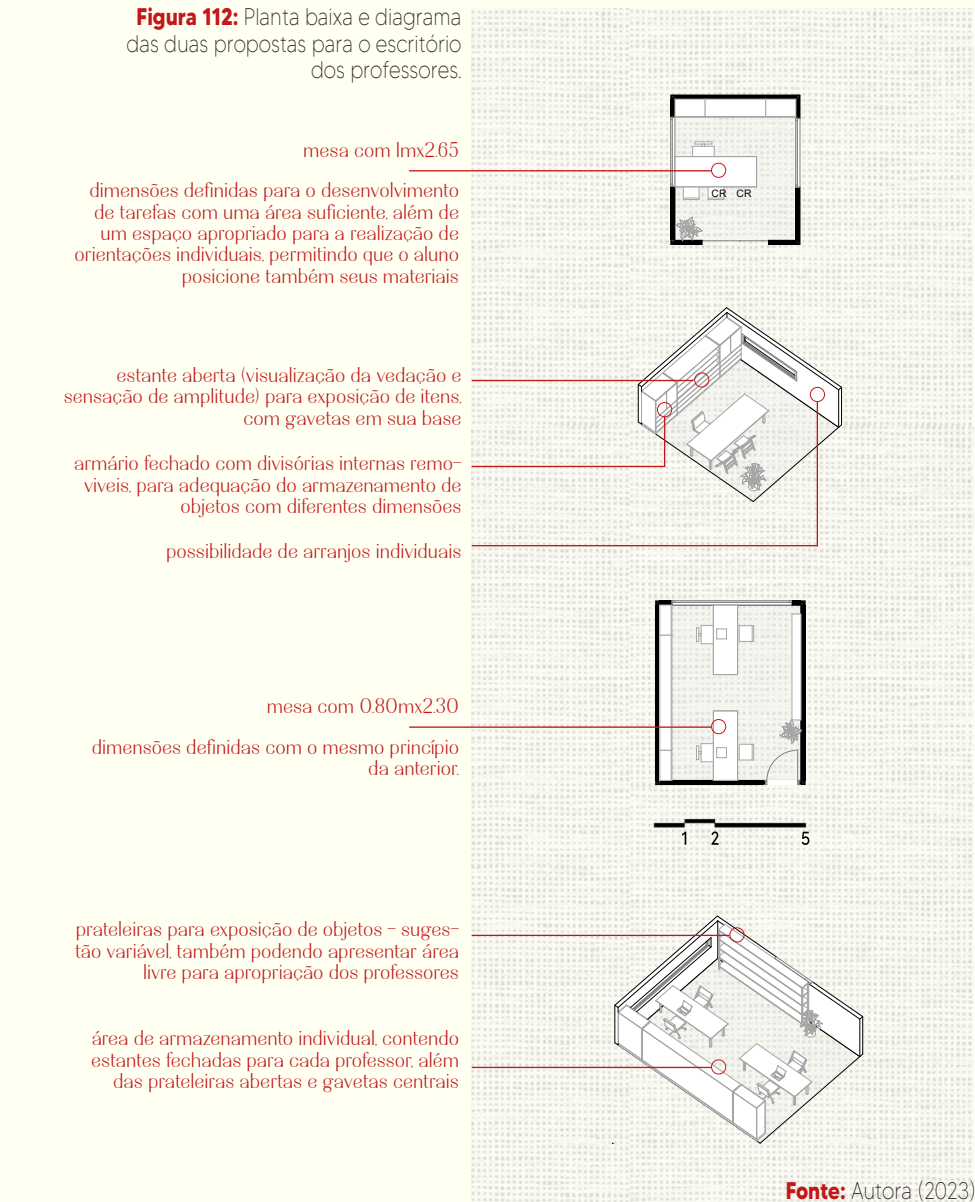 Figura 112: Planta baixa e diagrama
das duas propostas para o escritório
dos professores.
mesa com 1mx2.65
dimensões definidas para o desenvolvimento
de tarefas com uma área suficiente, além de
um espaço apropriado para a realização de
orientações individuais, permitindo que o aluno
posicione também seus materiais
CR CR
estante aberta (visualização da vedação e
sensação de amplitude) para exposição de itens,
com gavetas em sua base
armário fechado com divisórias internas remo-
viveis, para adequação do armazenamento de
objetos com diferentes dimensões
possibilidade de arranjos individuais
mesa com 0.80mx2.30
dimensões definidas com o mesmo princípio
da anterior.
1 2 5
prateleiras para exposição de objetos - suges-
tão variável, também podendo apresentar área
livre para apropriação dos professores
área de armazenamento individual, contendo
estantes fechadas para cada professor, além
das prateleiras abertas e gavetas centrais
Fonte: Autora (2023)